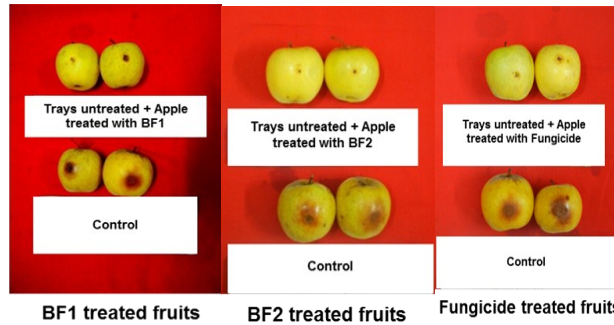 Trays untreated + Apple
treated with BF1
Control
BF1 treated fruits
Trays untreated + Apple
treated with BF2
Control
BF2 treated fruits
Trays untreated + Apple
treated with Fungicide
Control
Fungicide treated fruits